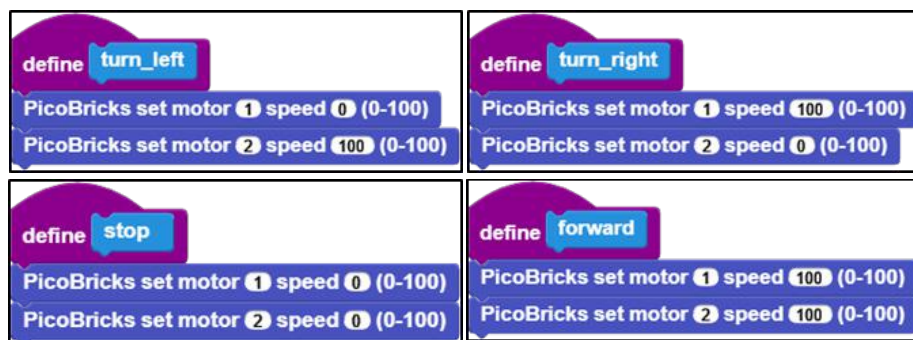 define turn_left
PicoBricks set motor 1 speed 0 (0-100)
PicoBricks set motor 2 speed 100 (0-100)
define turn_right
PicoBricks set motor 1 speed 100 (0-100)
PicoBricks set motor 2 speed 0 (0-100)
define stop
PicoBricks set motor 1 speed 0 (0-100)
PicoBricks set motor 2 speed 0 (0-100)
define forward
PicoBricks set motor 1 speed 100 (0-100)
PicoBricks set motor 2 speed 100 (0-100)